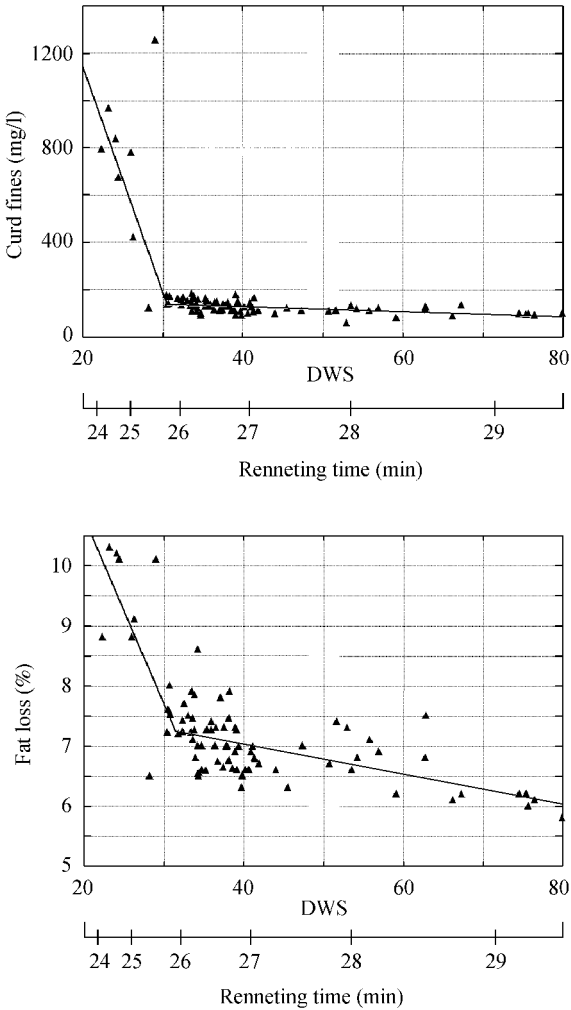 1200
800
400
0
Curd fines (mg/l)
20 40 60 80
DWS
24 25 26 27 28 29
Renneting time (min)
10
9
8
7
6
5
Fat loss (%)
20 40 60 80
DWS
24 25 26 27 28 29
Renneting time (min)